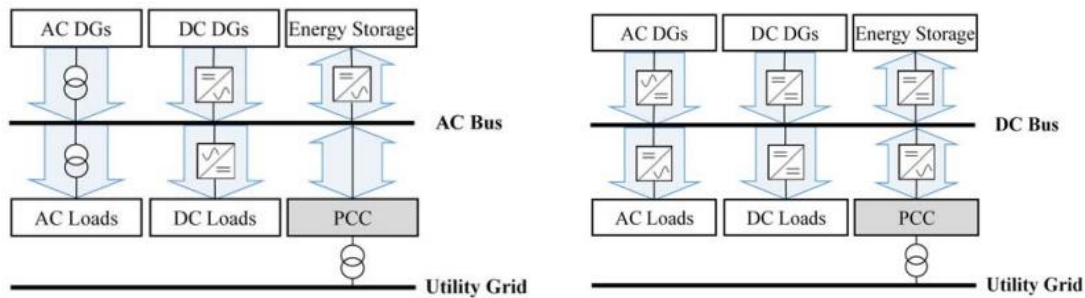 AC DGs
DC DGs
Energy Storage
AC Bus
AC Loads
DC Loads
PCC
Utility Grid
AC DGs
DC DGs
Energy Storage
DC Bus
AC Loads
DC Loads
PCC
Utility Grid